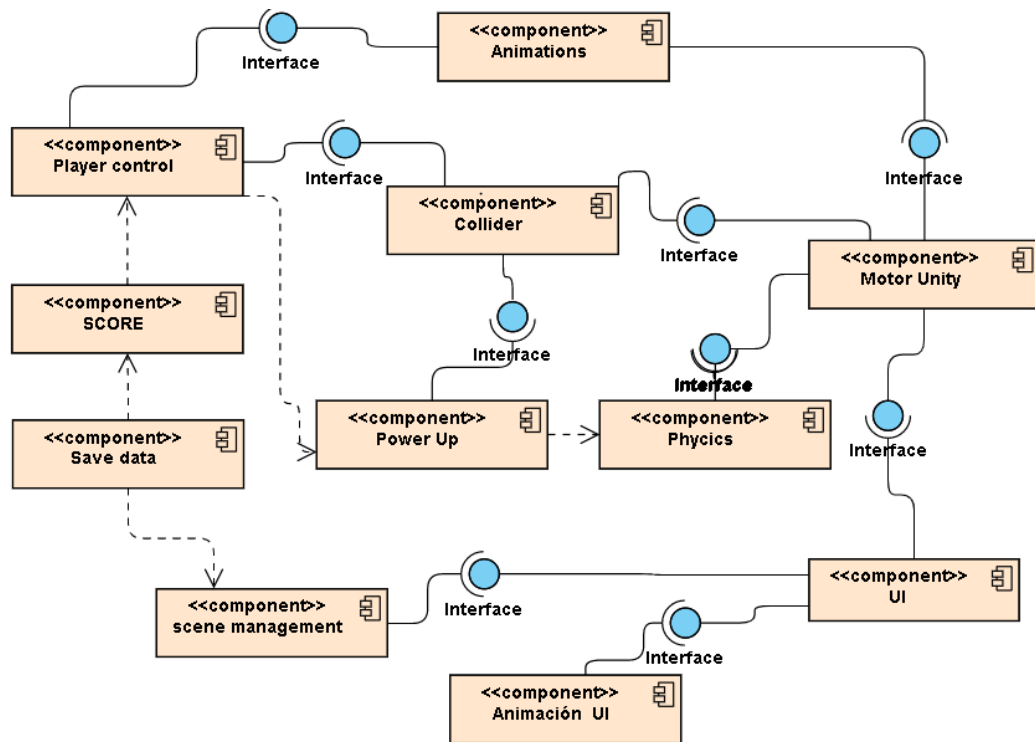 <<component>>
Animations
Interface
<<component>>
Player control
Interface
Interface
<<component>>
Collider
Interface
<<component>>
Motor Unity
<<component>>
SCORE
Interface
Interface
<<component>>
Power Up
<<component>>
Phycics
<<component>>
Save data
Interface
<<component>>
scene management
Interface
<<component>>
UI
Interface
<<component>>
Animación UI